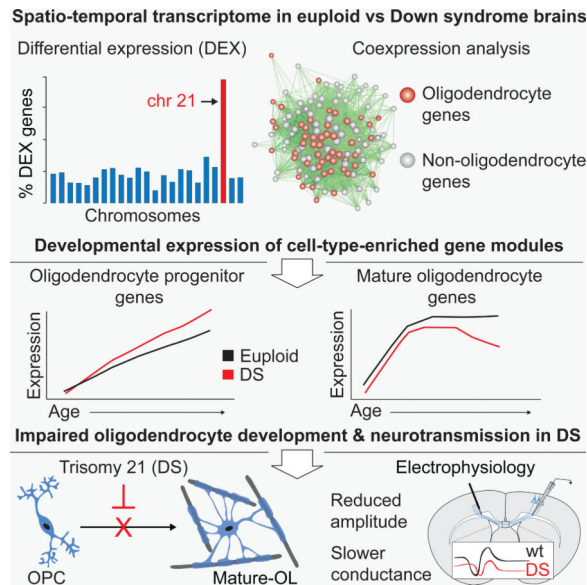 Spatio-temporal transcriptome in euploid vs Down syndrome brains
Differential expression (DEX)
% DEX genes
chr 21
Chromosomes
Coexpression analysis
Oligodendrocyte
genes
Non-oligodendrocyte
genes
Developmental expression of cell-type-enriched gene modules
Oligodendrocyte progenitor
genes
Expression
Age
Euploid
DS
Mature oligodendrocyte
genes
Expression
Age
Impaired oligodendrocyte development & neurotransmission in DS
Trisomy 21 (DS)
OPC
Mature-OL
Electrophysiology
Reduced
amplitude
Slower
conductance
wt
DS